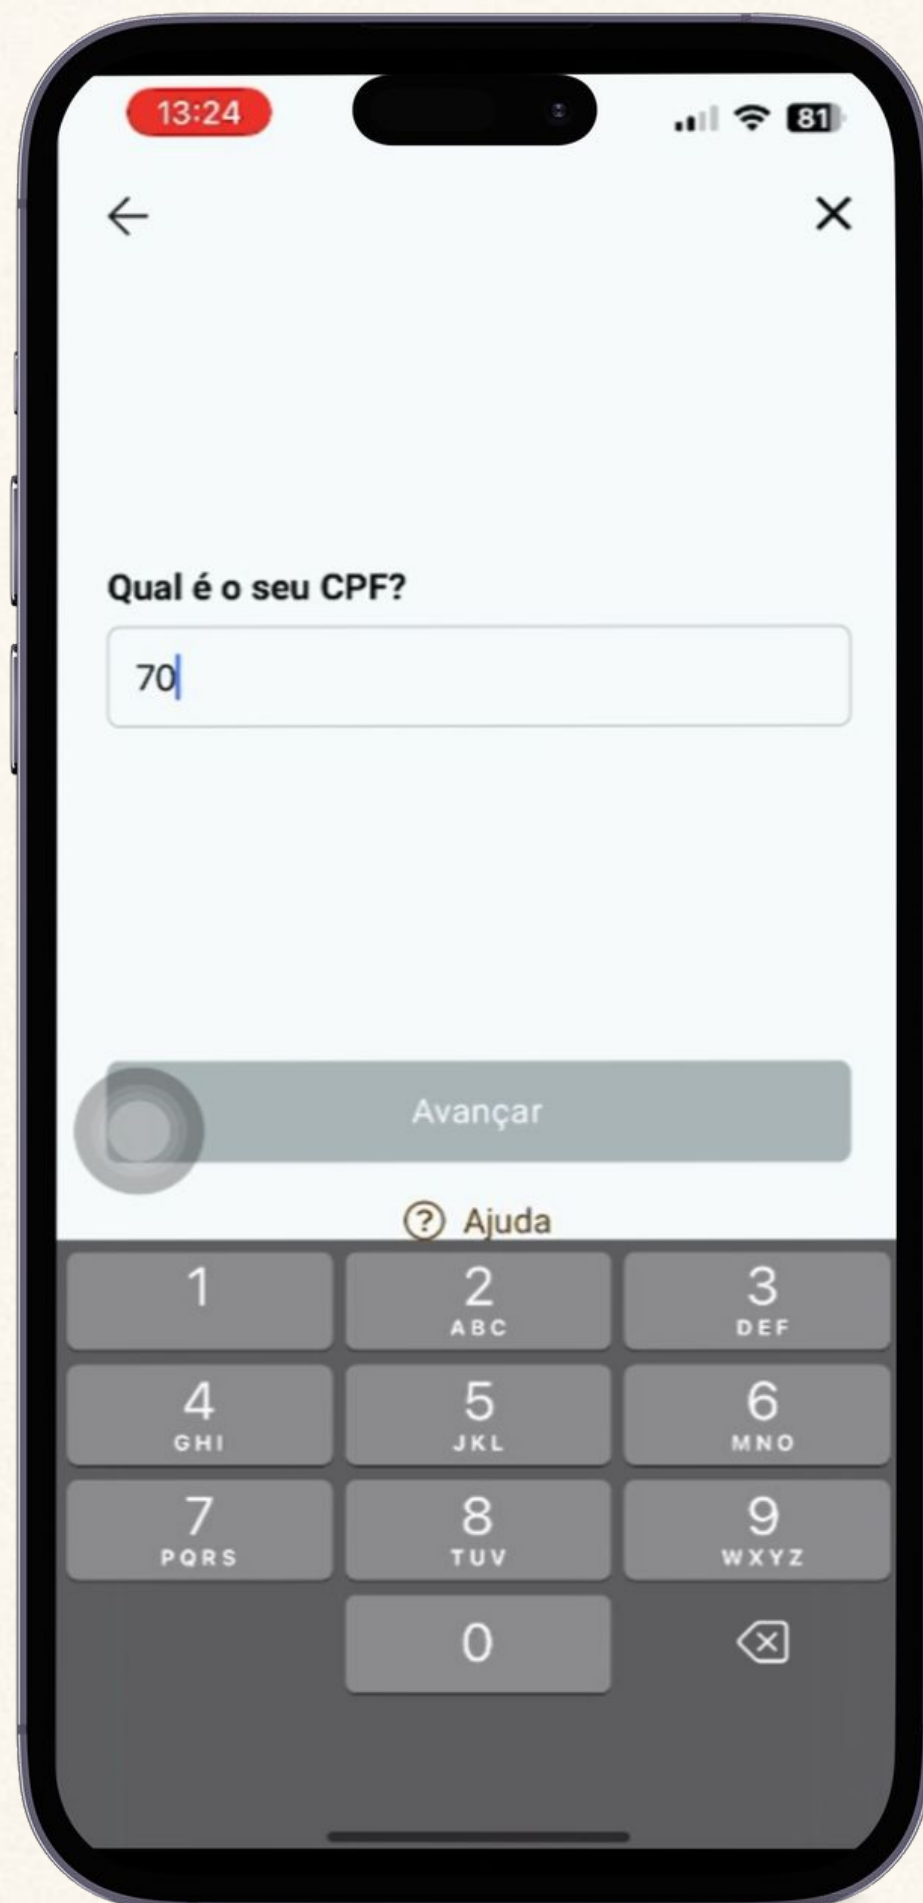 13:24
81
Qual é o seu CPF?
70
Avançar
? Ajuda
1
2
3
ABC
DEF
4
5
6
GHI
JKL
MNO
7
8
9
PQRS
TUV
WXYZ
0